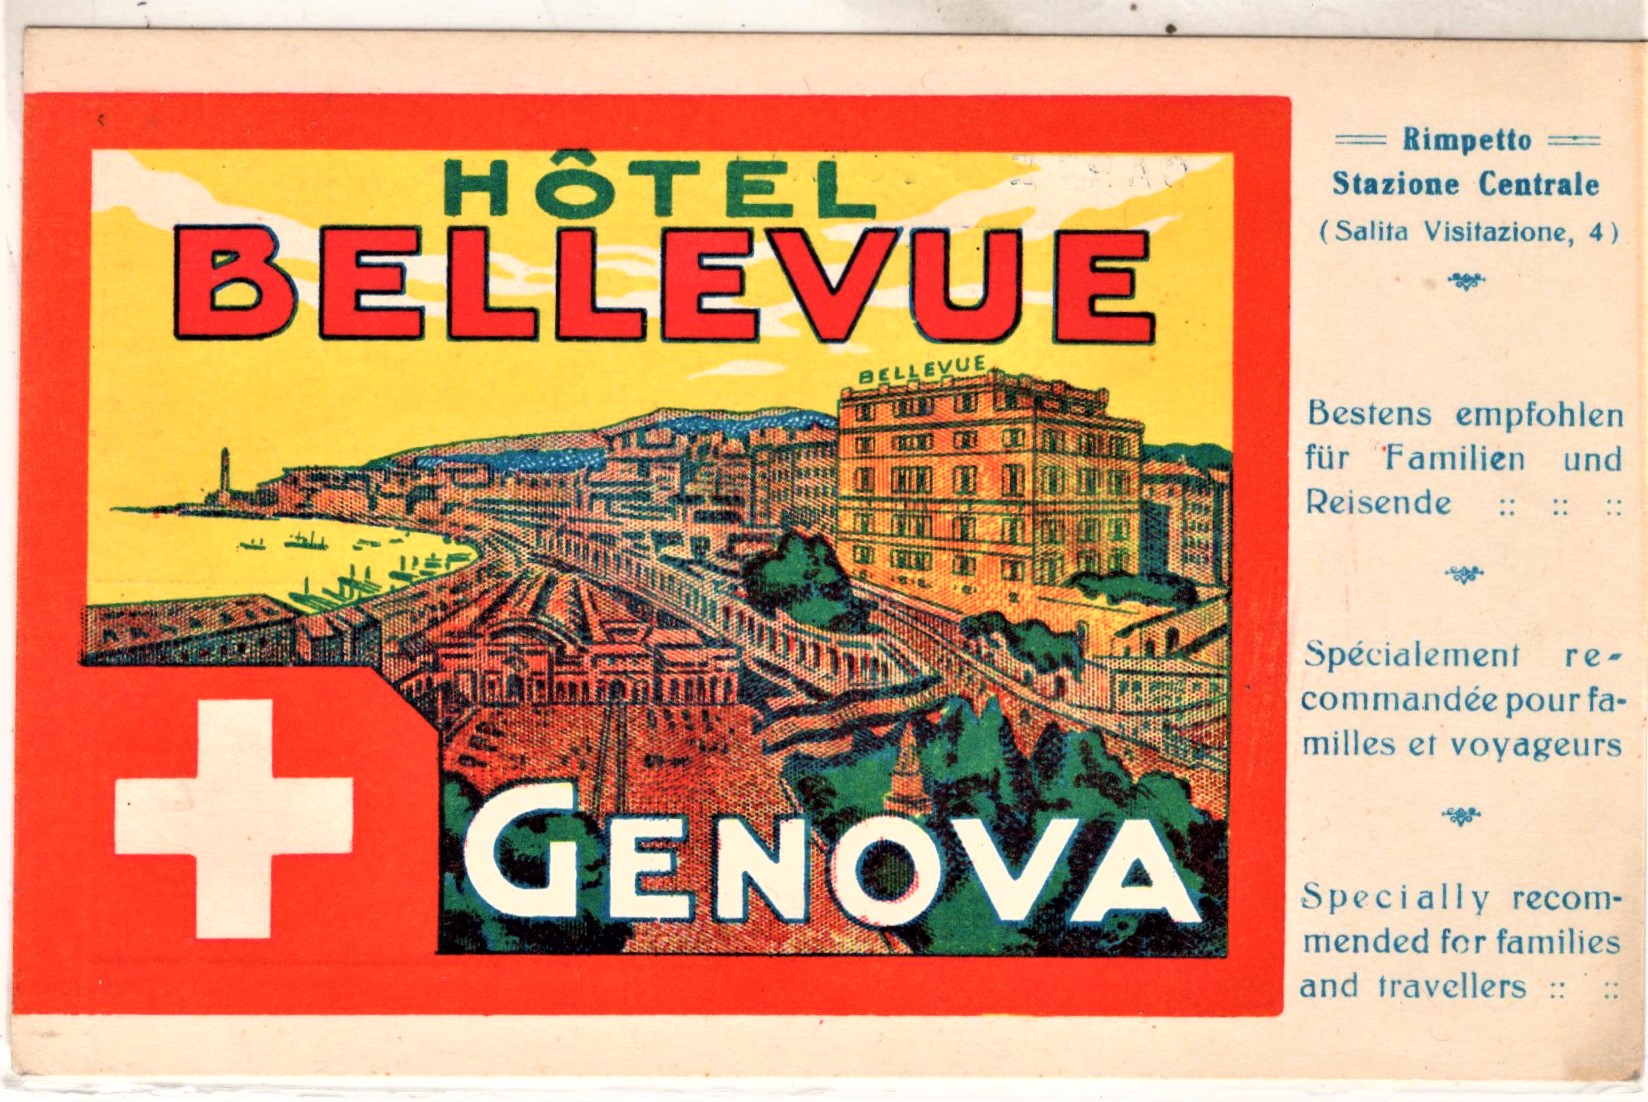 HÔTEL
BELLEVUE
BELLEVUE
GENOVA
Rimpetto
Stazione Centrale
(Salita Visitazione, 4)
Bestens empfohlen
für Familien und
Reisende :: :: ::
Spécialement re-
commandée pour fa-
milles et voyageurs
Specially recom-
mended for families
and travellers :: ::